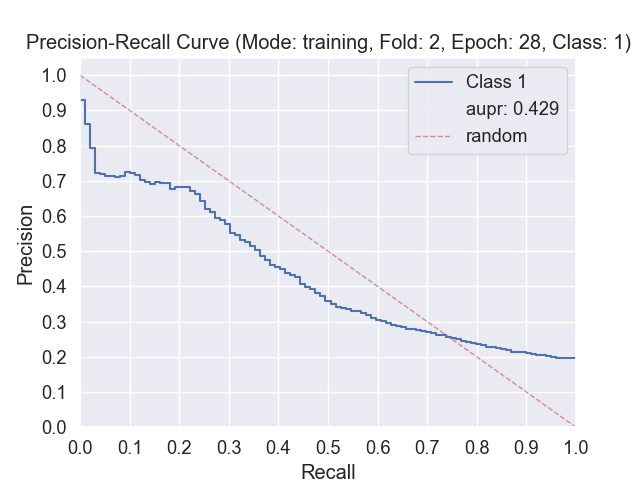 Precision-Recall Curve (Mode: training, Fold: 2, Epoch: 28, Class: 1)
Class 1
aupr: 0.429
random
Precision
1.0
0.9
0.8
0.7
0.6
0.5
0.4
0.3
0.2
0.1
0.0
0.0 0.1 0.2 0.3 0.4 0.5 0.6 0.7 0.8 0.9 1.0
Recall